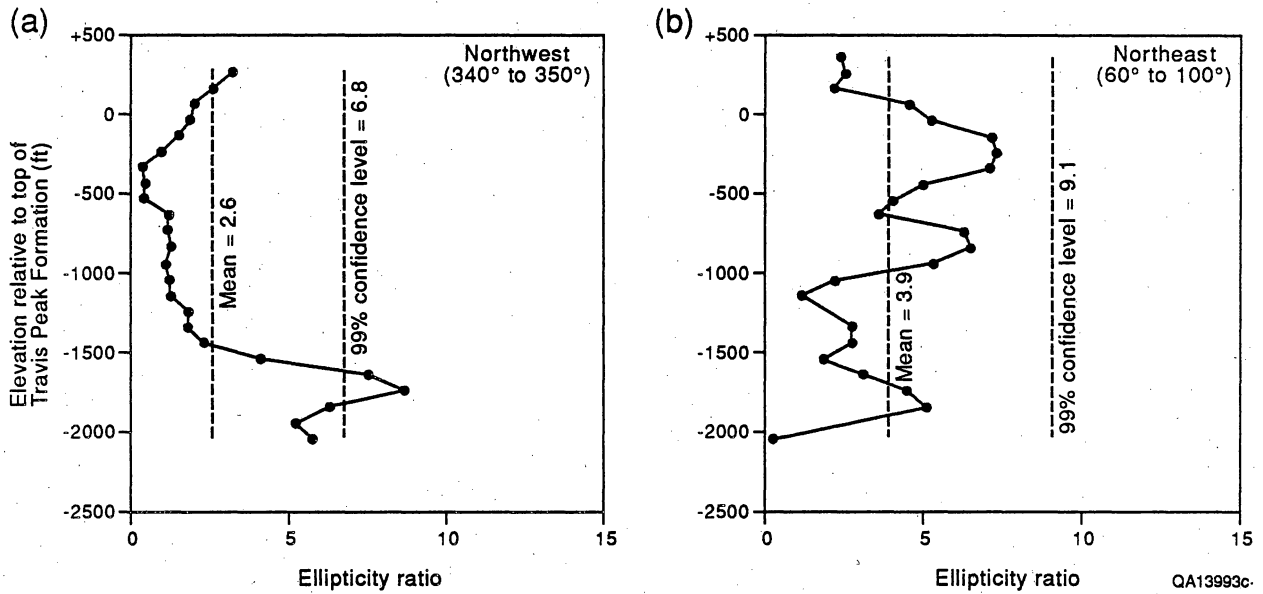 (a)
+500
0
-500
-1000
-1500
-2000
-2500
Elevation relative to top of
Travis Peak Formation (ft)
Northwest
(340° to 350°)
Mean = 2.6
99% confidence level = 6.8
0
5
10
15
Ellipticity ratio
(b)
+500
0
-500
-1000
-1500
-2000
-2500
Northeast
(60° to 100°)
Mean = 3.9
99% confidence level = 9.1
0
5
10
15
Ellipticity ratio
QA13993c